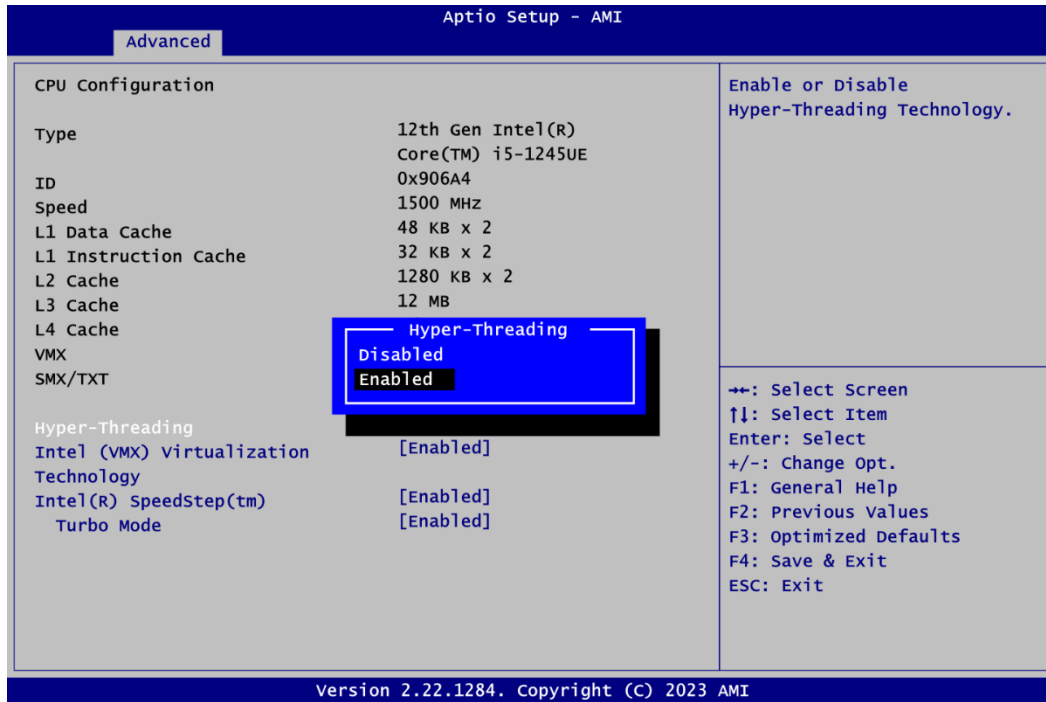 Aptio Setup - AMI
Advanced
CPU Configuration
Type 12th Gen Intel(R)
Core(TM) i5-1245UE
ID 0x906A4
Speed 1500 MHz
L1 Data Cache 48 KB x 2
L1 Instruction Cache 32 KB x 2
L2 Cache 1280 KB x 2
L3 Cache 12 MB
L4 Cache
VMX
SMX/TXT
Hyper-Threading
Disabled
Enabled
Hyper-Threading
Intel (VMX) Virtualization [Enabled]
Technology
Intel(R) SpeedStep(tm) [Enabled]
Turbo Mode [Enabled]
Enable or Disable
Hyper-Threading Technology.
→←: Select Screen
↑↓: Select Item
Enter: Select
+/-: Change Opt.
F1: General Help
F2: Previous Values
F3: Optimized Defaults
F4: Save & Exit
ESC: Exit
Version 2.22.1284. Copyright (C) 2023 AMI